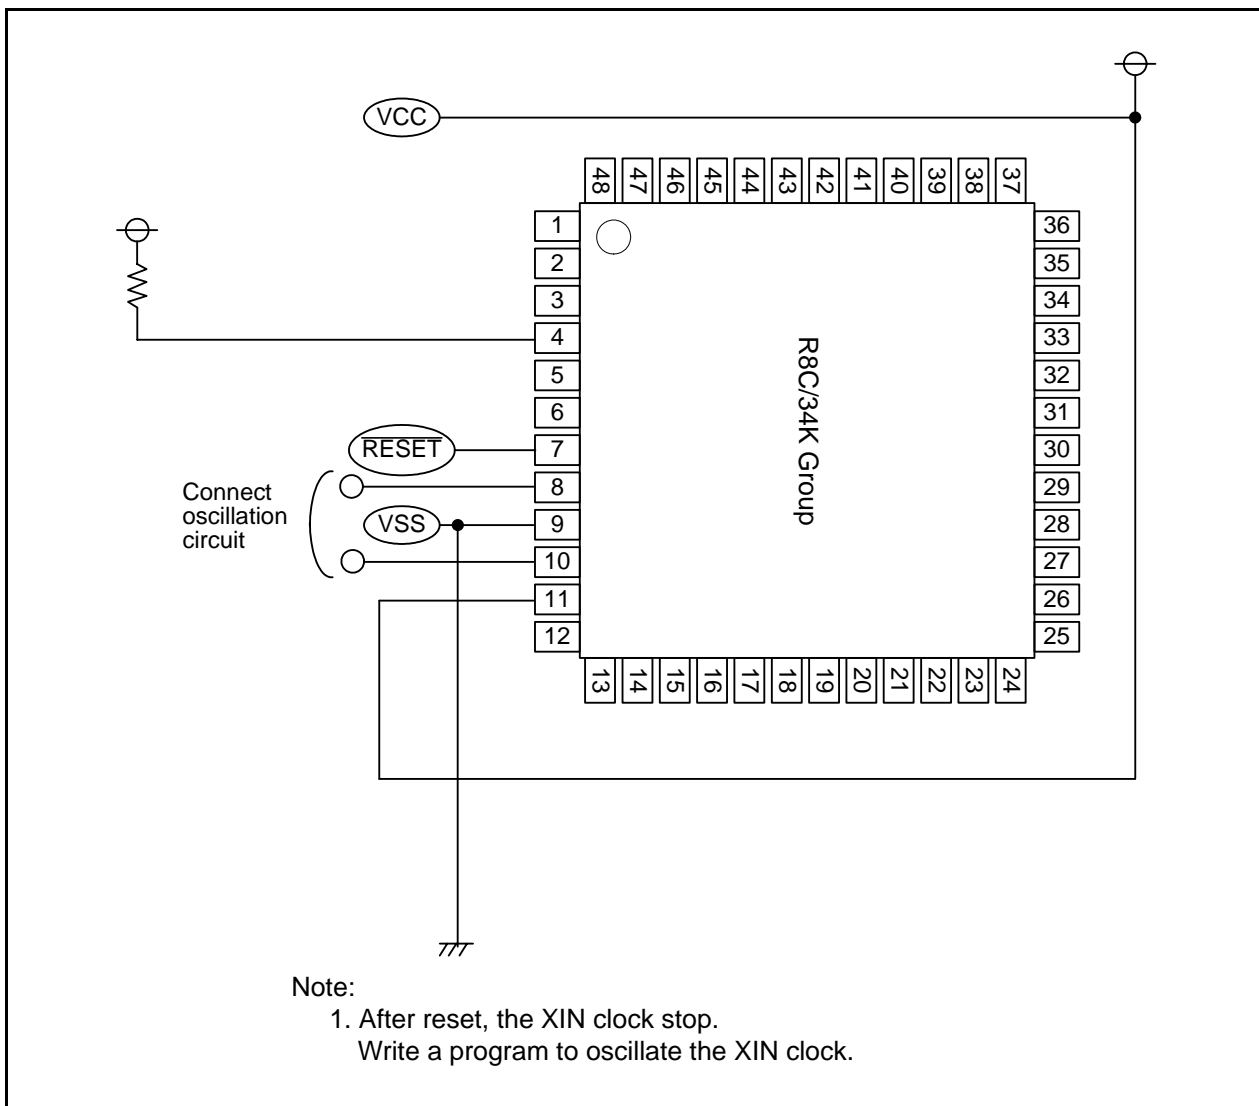 VCC
48 47 46 45 44 43 42 41 40 39 38 37
1
2
3
4
5
6
7
8
9
10
11
12
36
35
34
33
32
31
30
29
28
27
26
25
R8C/34K Group
RESET
Connect
oscillation
circuit
VSS
13 14 15 16 17 18 19 20 21 22 23 24
Note:
1. After reset, the XIN clock stop.
Write a program to oscillate the XIN clock.